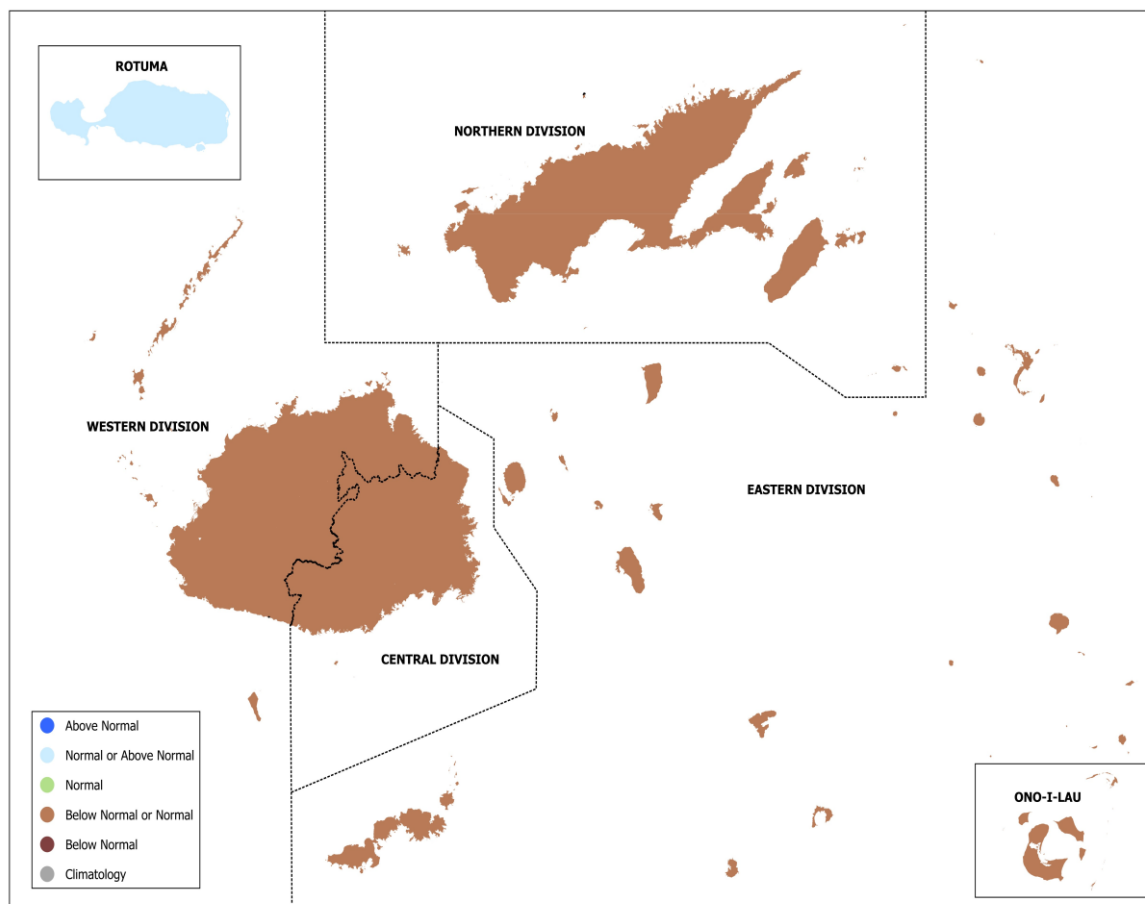 ROTUMA
NORTHERN DIVISION
WESTERN DIVISION
EASTERN DIVISION
CENTRAL DIVISION
Above Normal
Normal or Above Normal
Normal
Below Normal or Normal
Below Normal
Climatology
ONO-I-LAU